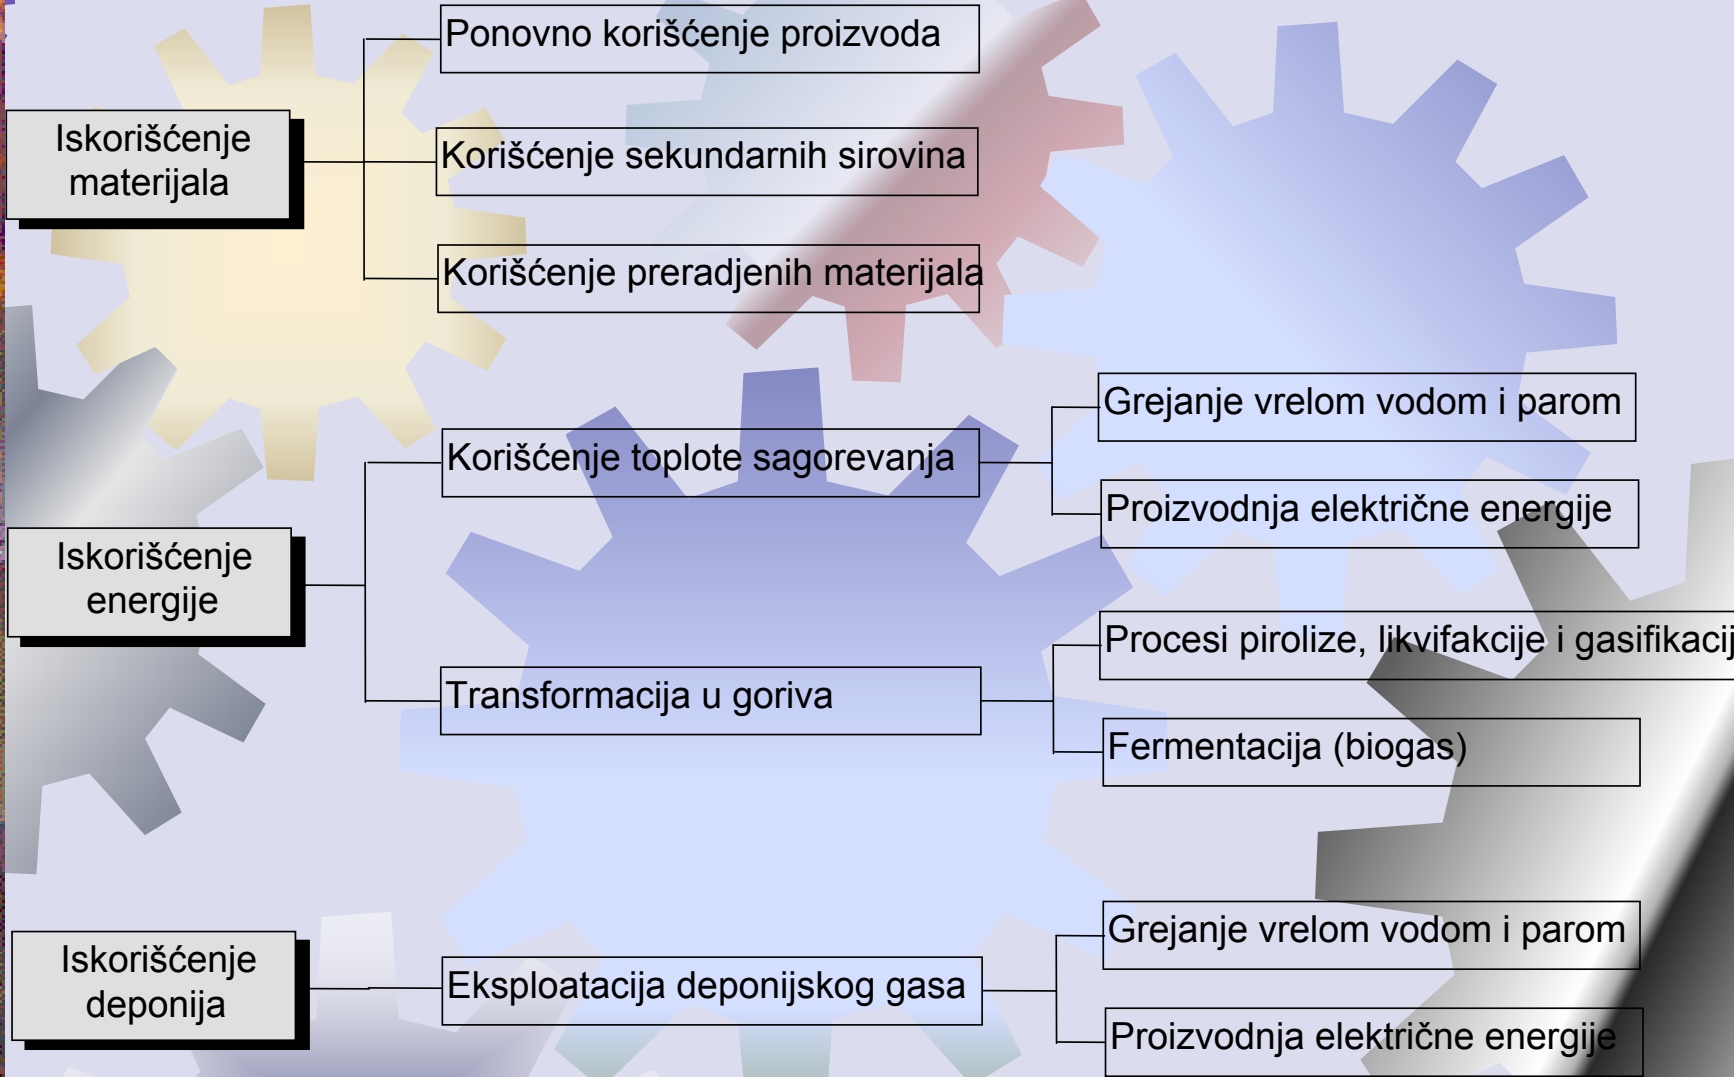 Ponovno korišćenje proizvoda
Iskorišćenje
materijala
Korišćenje sekundarnih sirovina
Korišćenje preradjenih materijala
Grejanje vrelom vodom i parom
Korišćenje toplote sagorevanja
Proizvodnja električne energije
Iskorišćenje
energije
Procesi pirolize, likvifakcije i gasifikacij
Transformacija u goriva
Fermentacija (biogas)
Grejanje vrelom vodom i parom
Iskorišćenje
deponija
Eksploatacija deponijskog gasa
Proizvodnja električne energije